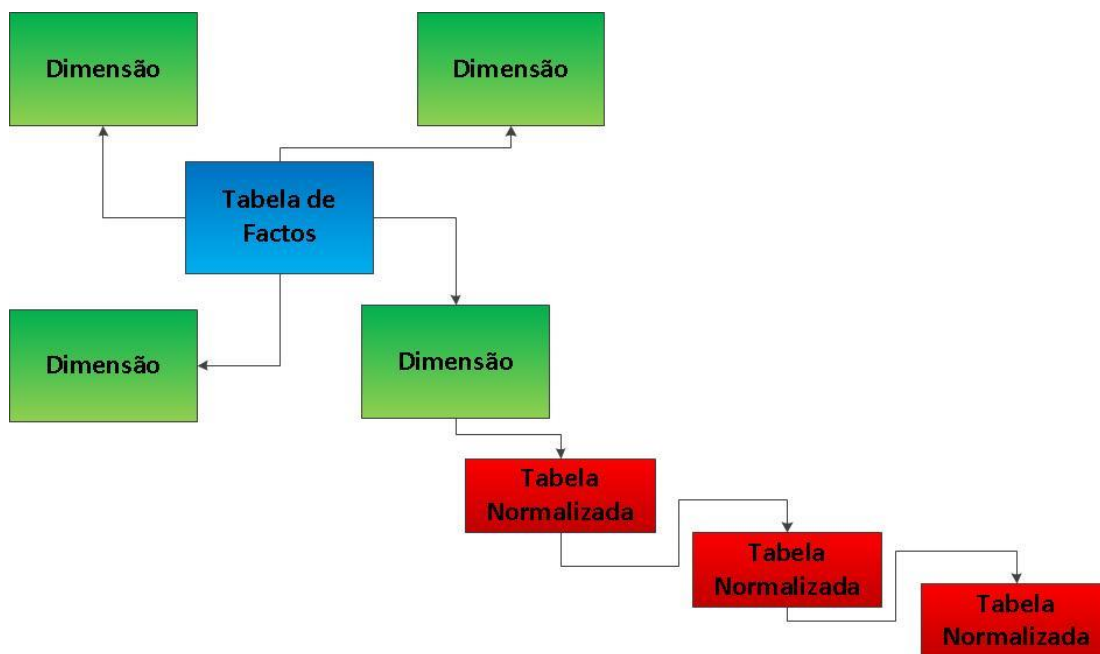 Dimensão
Dimensão
Tabela de
Factos
Dimensão
Dimensão
Tabela
Normalizada
Tabela
Normalizada
Tabela
Normalizada